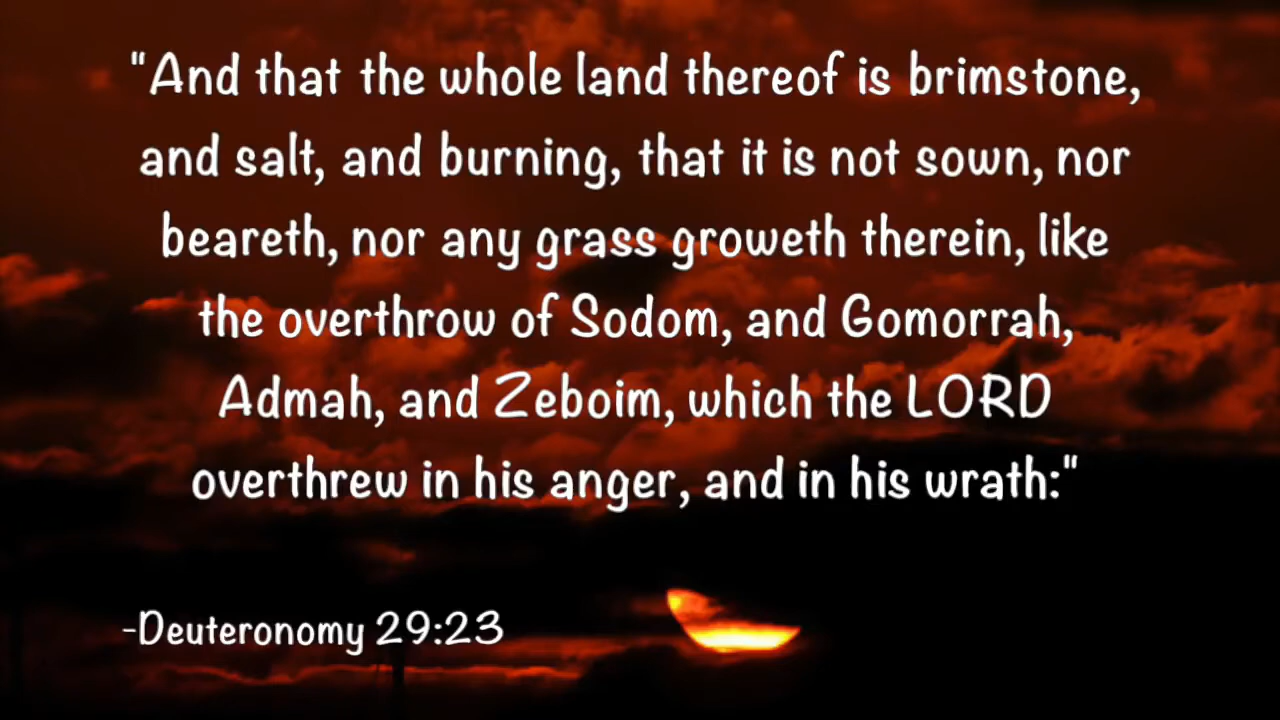 "And that the whole land thereof is brimstone,
and salt, and burning, that it is not sown, nor
beareth, nor any grass groweth therein, like
the overthrow of Sodom, and Gomorrah,
Admah, and Zeboim, which the LORD
overthrew in his anger, and in his wrath:"
-Deuteronomy 29:23